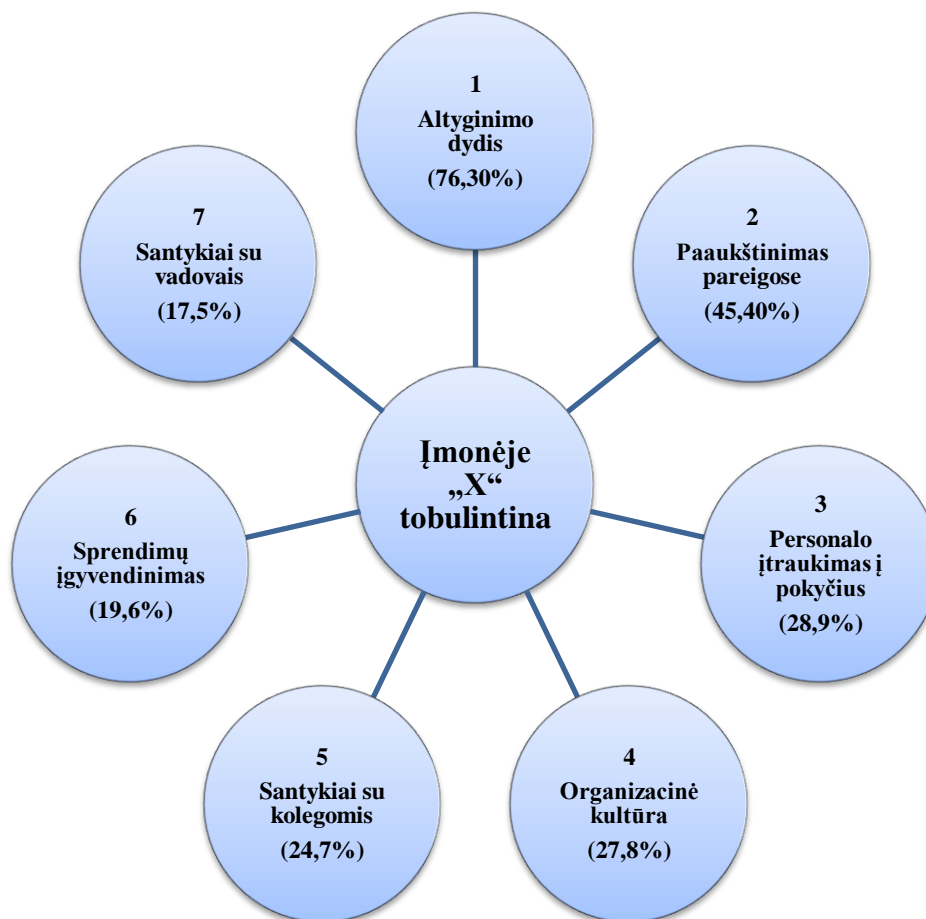 Įmonėje
„X“
tobulintina
1
Altyginimo
dydis
(76,30%)
2
Paaukštinimas
pareigose
(45,40%)
3
Personalo
įtraukimas į
pokyčius
(28,9%)
4
Organizacinė
kultūra
(27,8%)
5
Santykiai su
kolegomis
(24,7%)
6
Sprendimų
įgyvendinimas
(19,6%)
7
Santykiai su
vadovais
(17,5%)